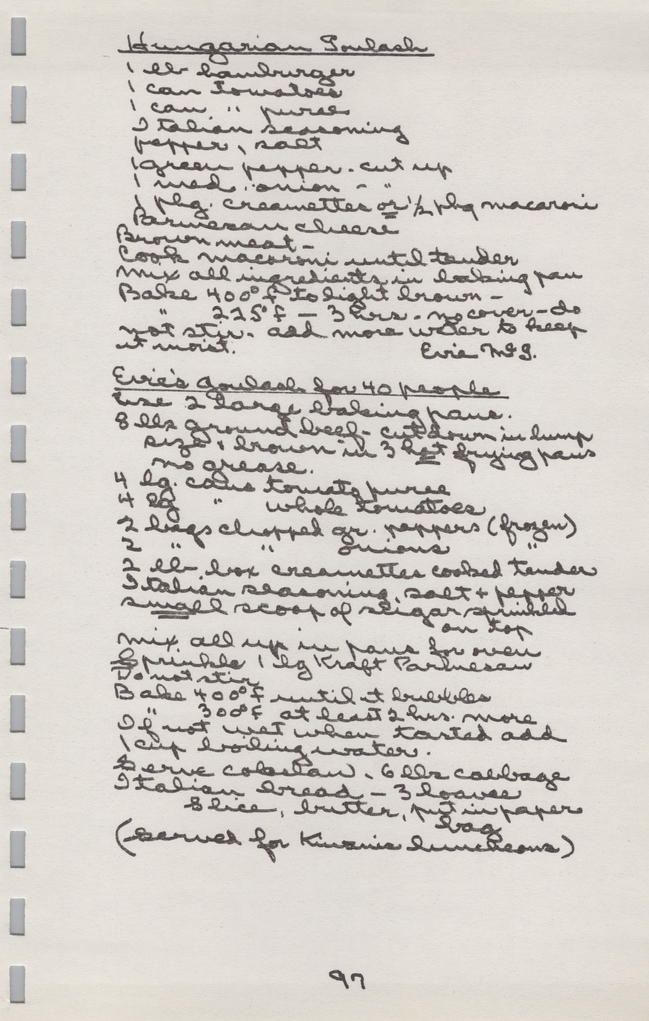 Hungarian Goulash
1 lb hamburger
1 can tomatoes
1 can " puree
Italian seasoning
pepper, salt
1 green pepper - cut up
1 med. onion - "
1 pkg. creamettes or 1/2 pkg macaroni
Parmesan cheese
Brown meat -
Cook macaroni until tender
Mix all ingredients in baking pan
Bake 400°F to light brown -
" 225°F - 3 hrs. - no cover - do
not stir - add more water to keep
it moist. Evie McG.
Evie's Goulash for 40 people
Use 2 large baking pans.
8 lbs ground beef - cut down in lump
size & brown in 3 hot frying pans
no grease.
4 lg. cans tomato puree
4 lg " whole tomatoes
2 bags chopped gr. peppers (frozen)
2 " " onions "
2 lb. box creamettes cooked tender
Italian seasoning, salt + pepper
small scoop of sugar sprinkled
on top
Mix all up in pans for oven
Sprinkle 1 lg Kraft Parmesan
Do not stir
Bake 400°F until it bubbles
" 300°F at least 2 hrs. more
If not wet when tasted add
1 cup boiling water.
Serve coleslaw - 6 lbs cabbage
Italian bread - 3 loaves
Slice, butter, put in paper
bag
(Served for Kiwanis luncheons)
97